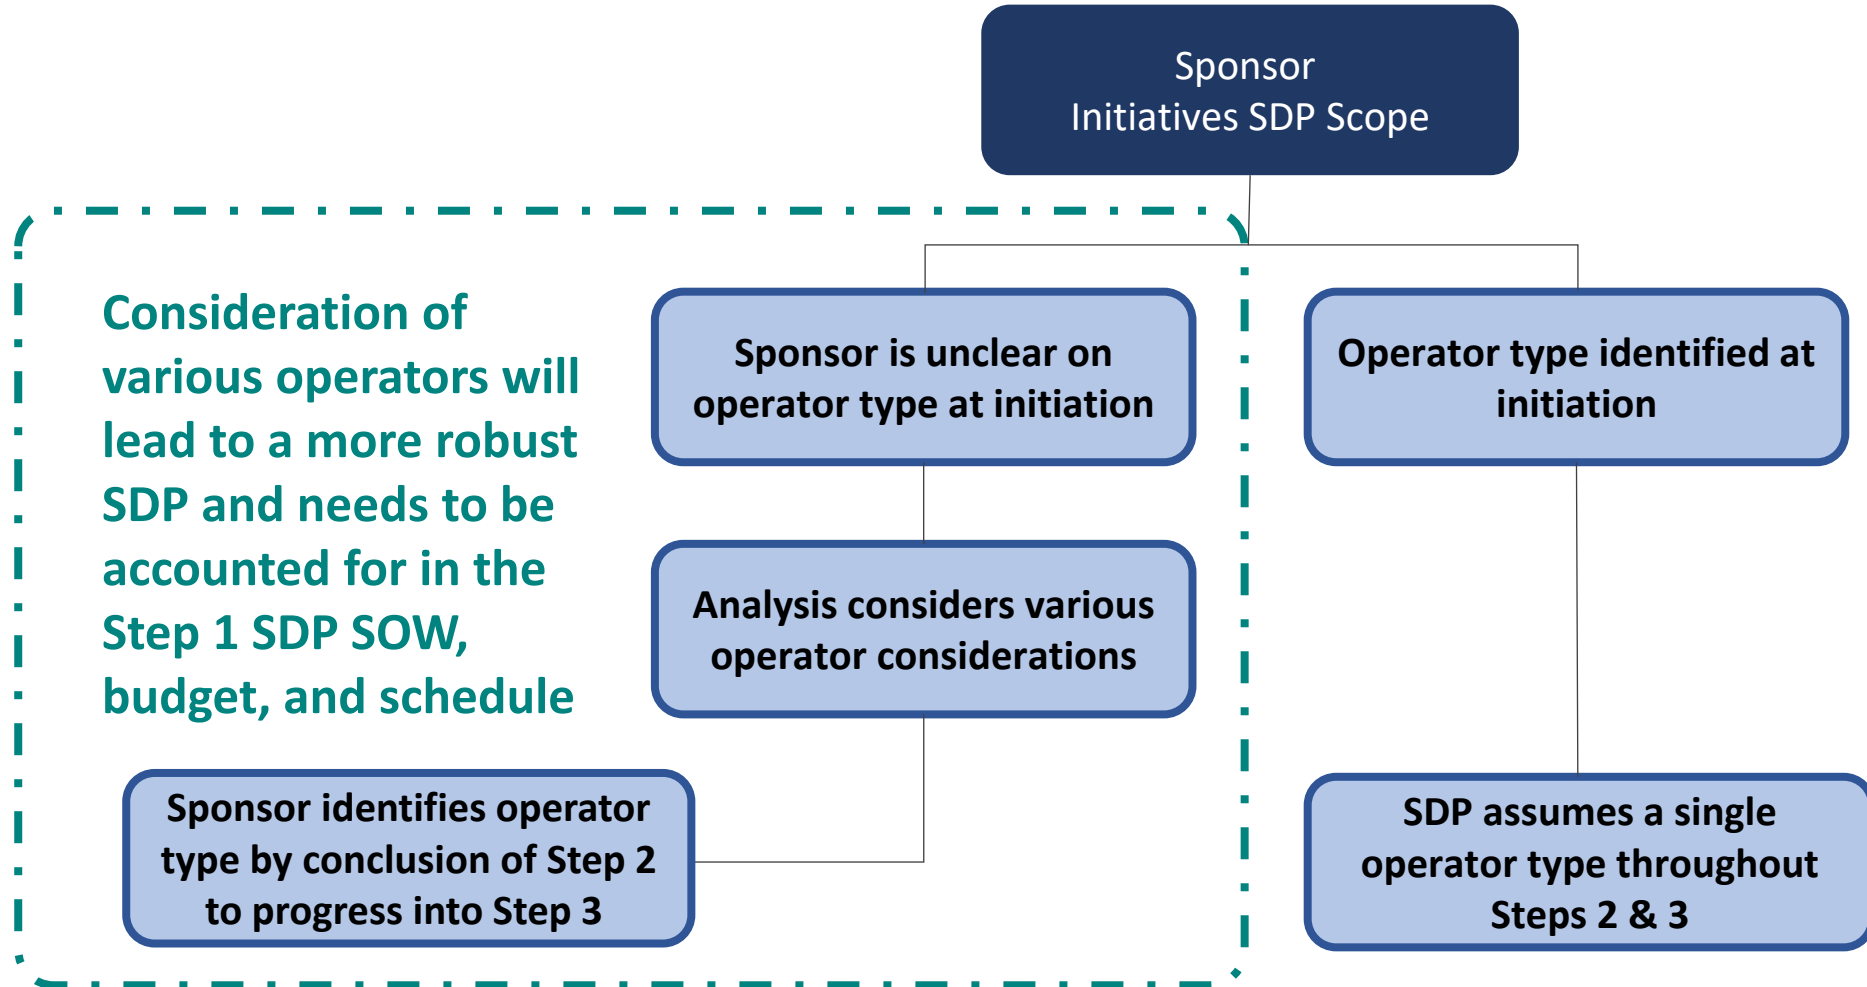 Sponsor
Initiatives SDP Scope
Consideration of
various operators will
lead to a more robust
SDP and needs to be
accounted for in the
Step 1 SDP SOW,
budget, and schedule
Sponsor is unclear on
operator type at initiation
Analysis considers various
operator considerations
Sponsor identifies operator
type by conclusion of Step 2
to progress into Step 3
Operator type identified at
initiation
SDP assumes a single
operator type throughout
Steps 2 & 3